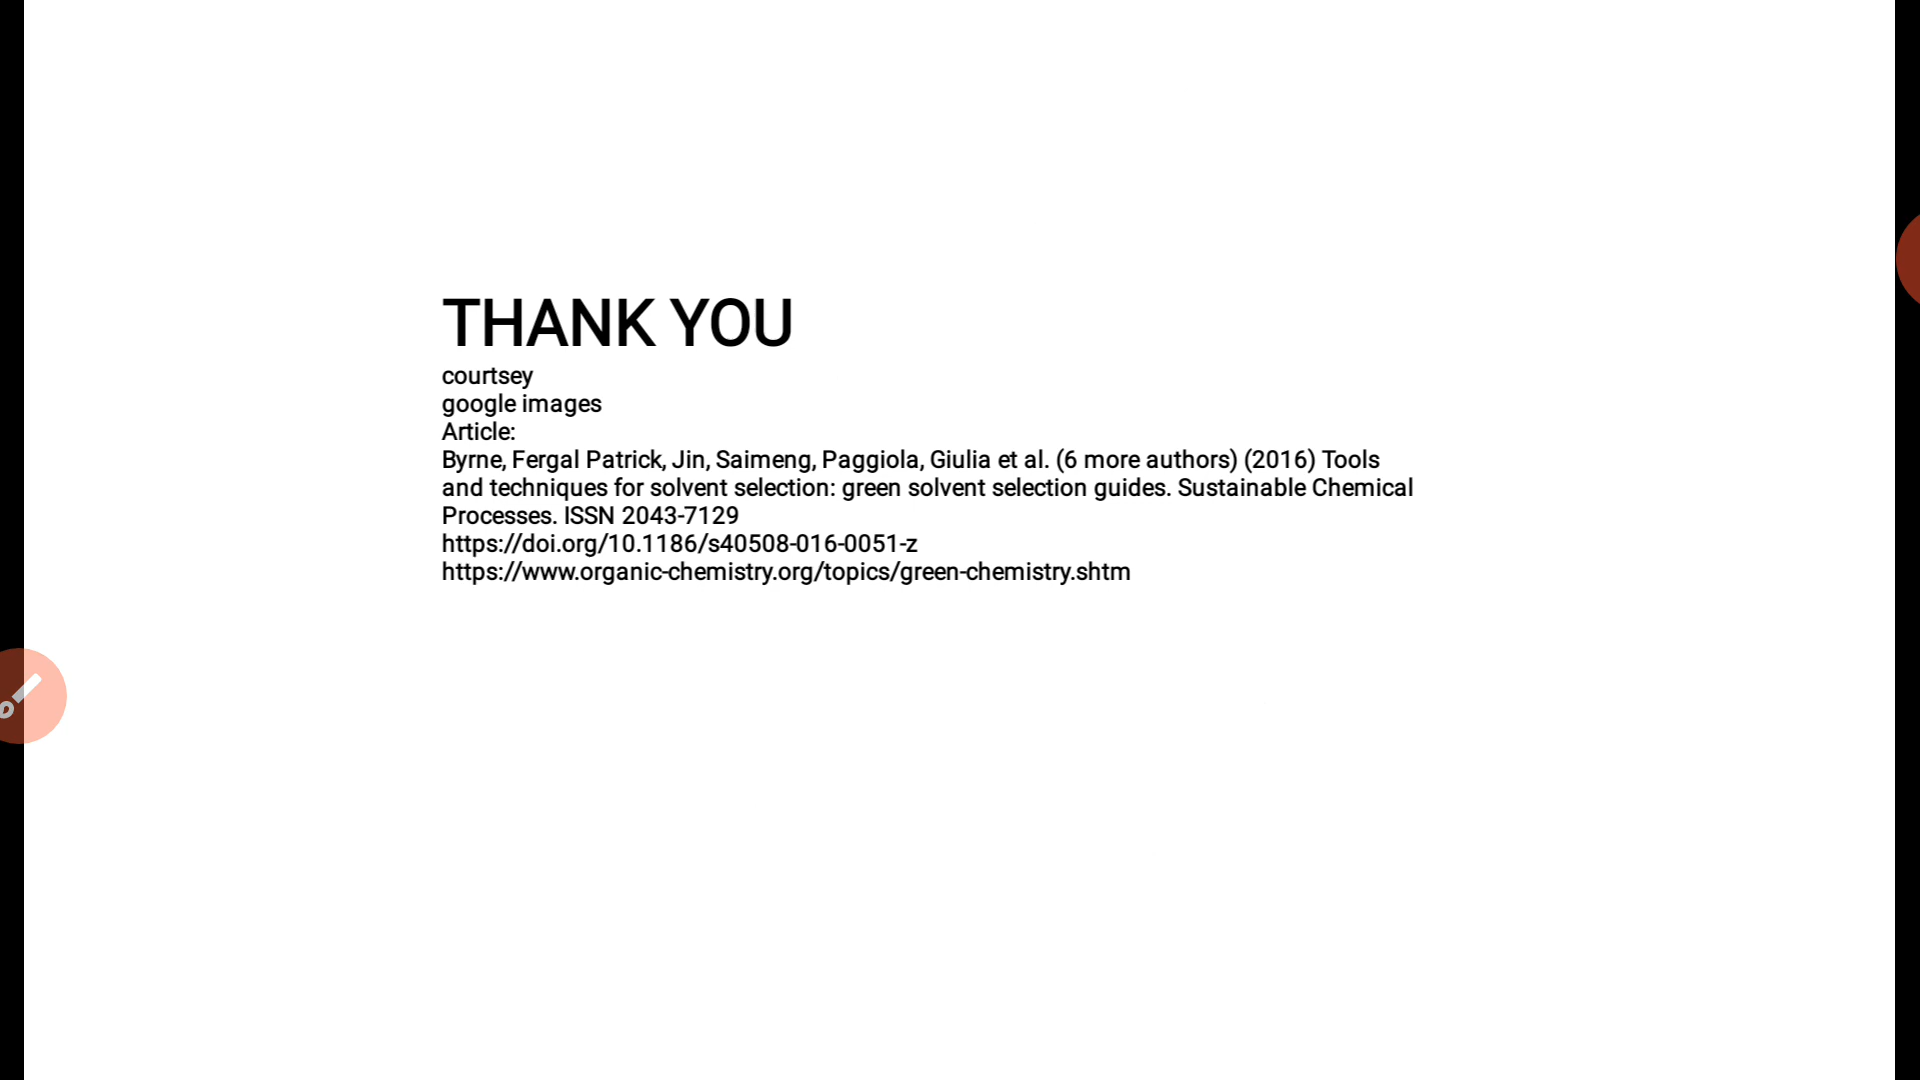 THANK YOU
courtsey
google images
Article:
Byrne, Fergal Patrick, Jin, Saimeng, Paggiola, Giulia et al. (6 more authors) (2016) Tools
and techniques for solvent selection: green solvent selection guides. Sustainable Chemical
Processes. ISSN 2043-7129
https://doi.org/10.1186/s40508-016-0051-z
https://www.organic-chemistry.org/topics/green-chemistry.shtm